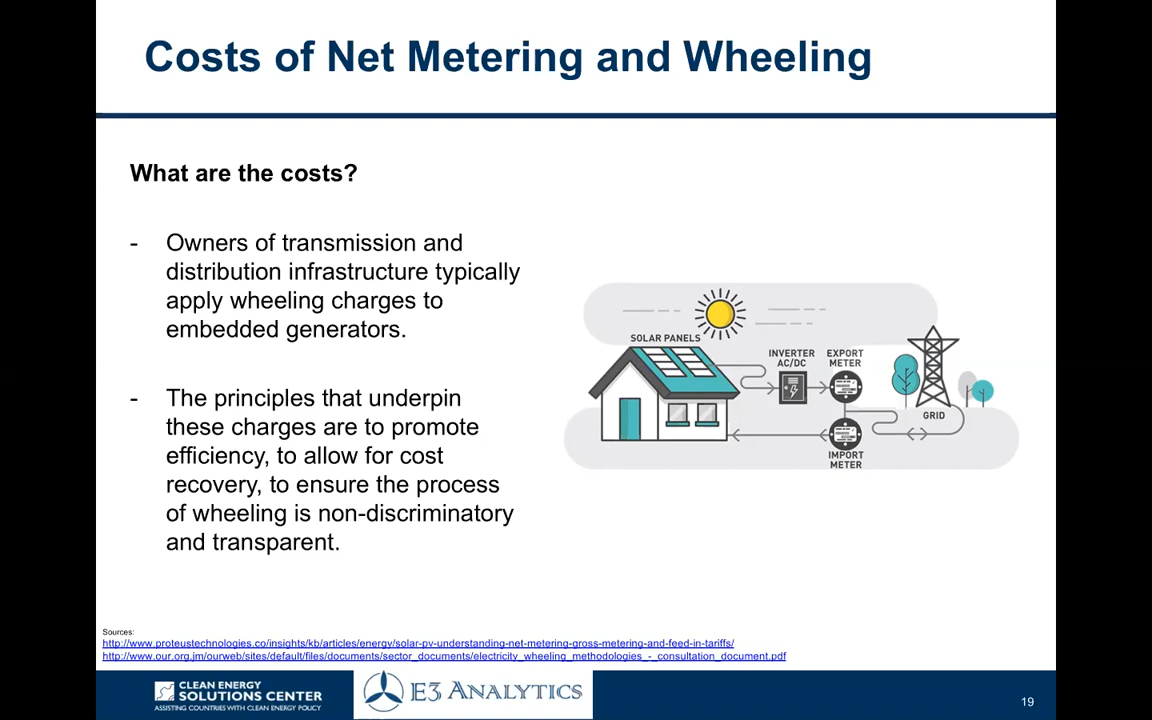 Costs of Net Metering and Wheeling
What are the costs?
- Owners of transmission and
distribution infrastructure typically
apply wheeling charges to
embedded generators.
- The principles that underpin
these charges are to promote
efficiency, to allow for cost
recovery, to ensure the process
of wheeling is non-discriminatory
and transparent.
SOLAR PANELS
INVERTER
AC/DC
EXPORT
METER
GRID
IMPORT
METER
Sources:
http://www.proteustechnologies.co/insights/kb/articles/energy/solar-pv-understanding-net-metering-gross-metering-and-feed-in-tariffs/
http://www.our.org.jm/ourweb/sites/default/files/documents/sector_documents/electricity_wheeling_methodologies_-_consultation_document.pdf
CLEAN ENERGY
SOLUTIONS CENTER
ASSISTING COUNTRIES WITH CLEAN ENERGY POLICY
E3 ANALYTICS
19